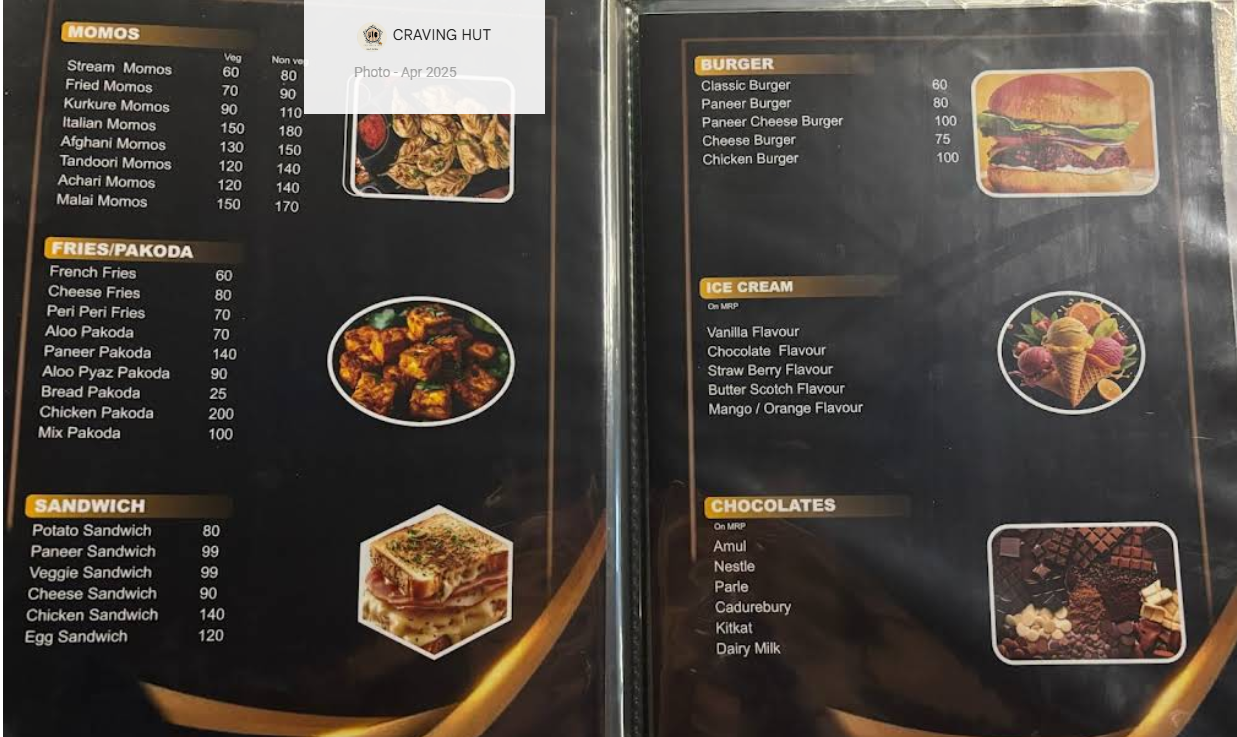 CRAVING HUT
Photo - Apr 2025
MOMOS
Veg Non ve
Stream Momos 60 80
Fried Momos 70 90
Kurkure Momos 90 110
Italian Momos 150 180
Afghani Momos 130 150
Tandoori Momos 120 140
Achari Momos 120 140
Malai Momos 150 170
FRIES/PAKODA
French Fries 60
Cheese Fries 80
Peri Peri Fries 70
Aloo Pakoda 70
Paneer Pakoda 140
Aloo Pyaz Pakoda 90
Bread Pakoda 25
Chicken Pakoda 200
Mix Pakoda 100
SANDWICH
Potato Sandwich 80
Paneer Sandwich 99
Veggie Sandwich 99
Cheese Sandwich 90
Chicken Sandwich 140
Egg Sandwich 120
BURGER
Classic Burger 60
Paneer Burger 80
Paneer Cheese Burger 100
Cheese Burger 75
Chicken Burger 100
ICE CREAM
On MRP
Vanilla Flavour
Chocolate Flavour
Straw Berry Flavour
Butter Scotch Flavour
Mango / Orange Flavour
CHOCOLATES
On MRP
Amul
Nestle
Parle
Cadurebury
Kitkat
Dairy Milk